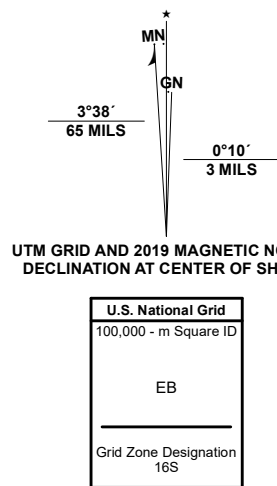 ★
MN
GN
3°38´
65 MILS
0°10´
3 MILS
UTM GRID AND 2019 MAGNETIC N
DECLINATION AT CENTER OF SH
U.S. National Grid
100,000 - m Square ID
EB
Grid Zone Designation
16S